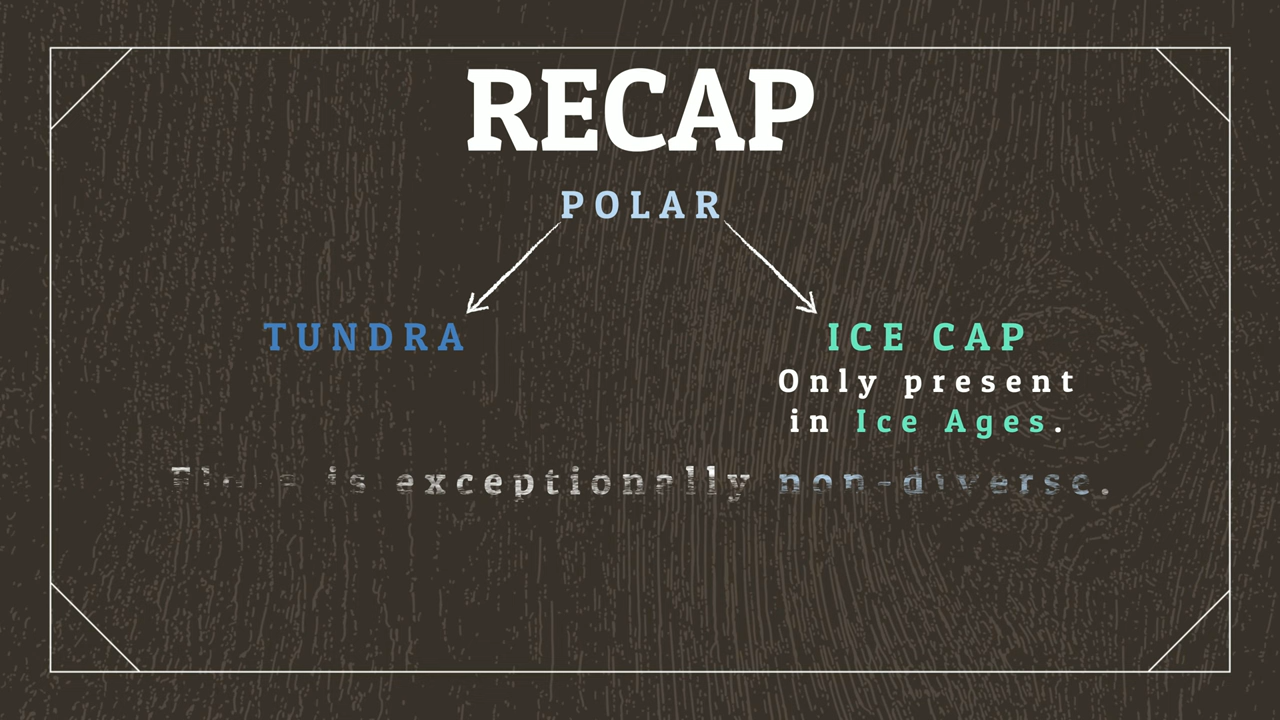 RECAP
POLAR
TUNDRA
ICE CAP
Only present
in Ice Ages.
is exceptionally non-diverse.